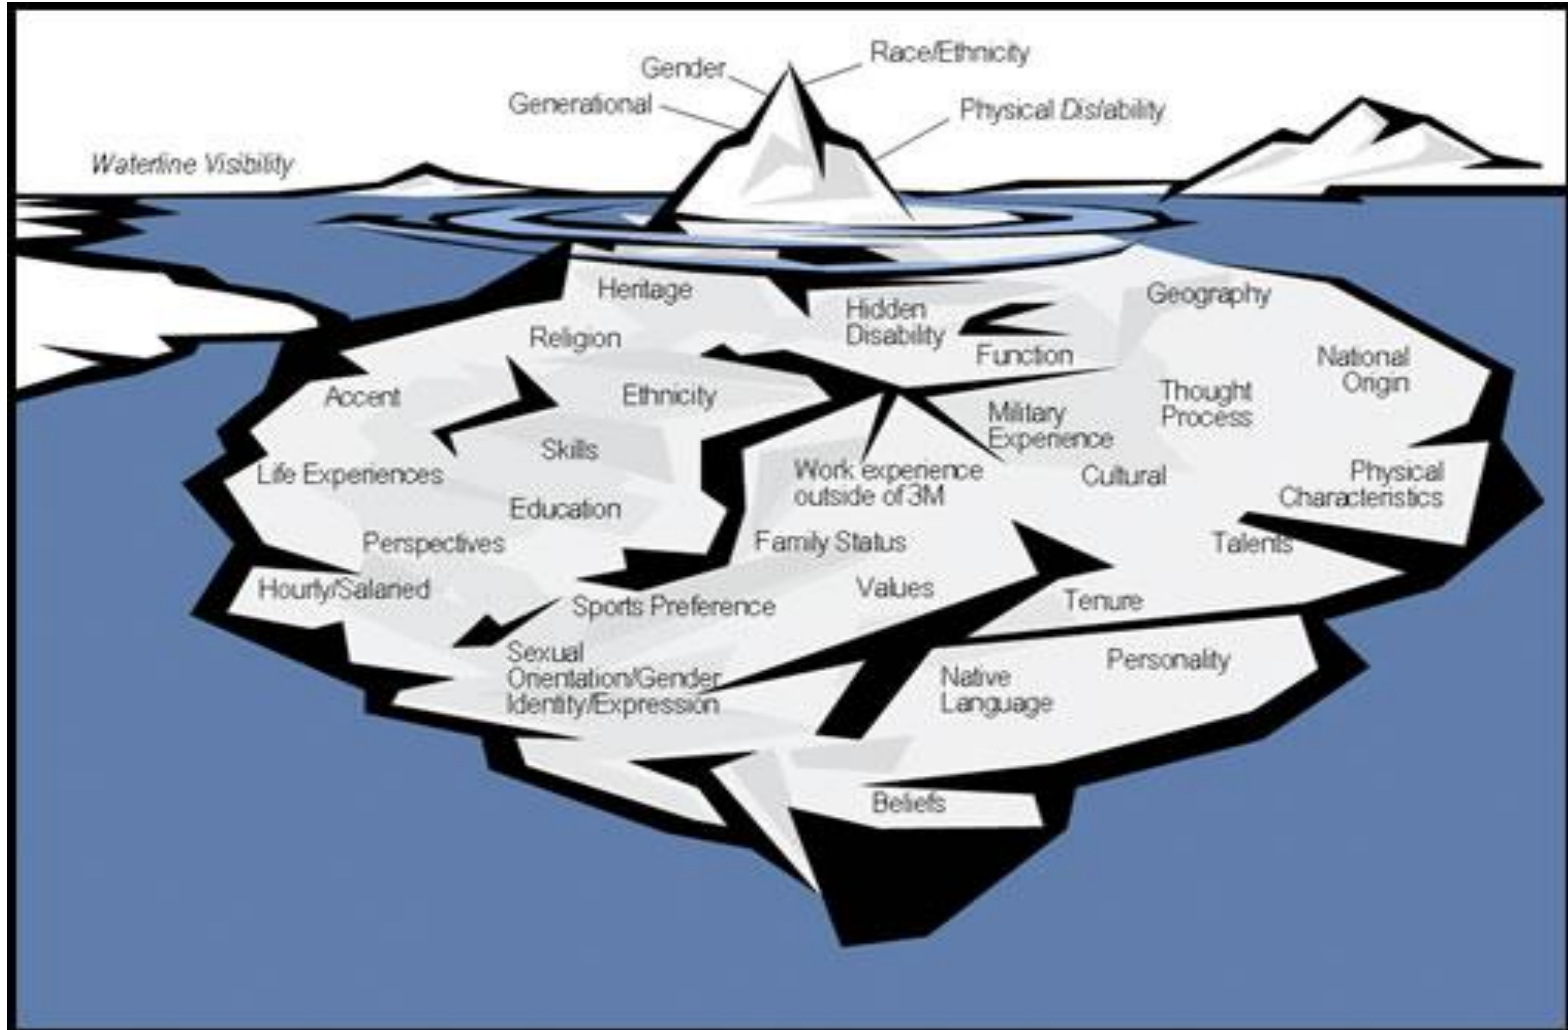 Race/Ethnicity
Gender
Generational
Physical Dis/ability
Waterline Visibility
Heritage
Geography
Hidden
Disability
Religion
Function
National
Origin
Accent
Ethnicity
Thought
Process
Military
Experience
Skills
Life Experiences
Work experience
outside of 3M
Cultural
Physical
Characteristics
Education
Perspectives
Family Status
Talents
Hourly/Salaried
Values
Sports Preference
Tenure
Sexual
Orientation/Gender
Identity/Expression
Personality
Native
Language
Beliefs